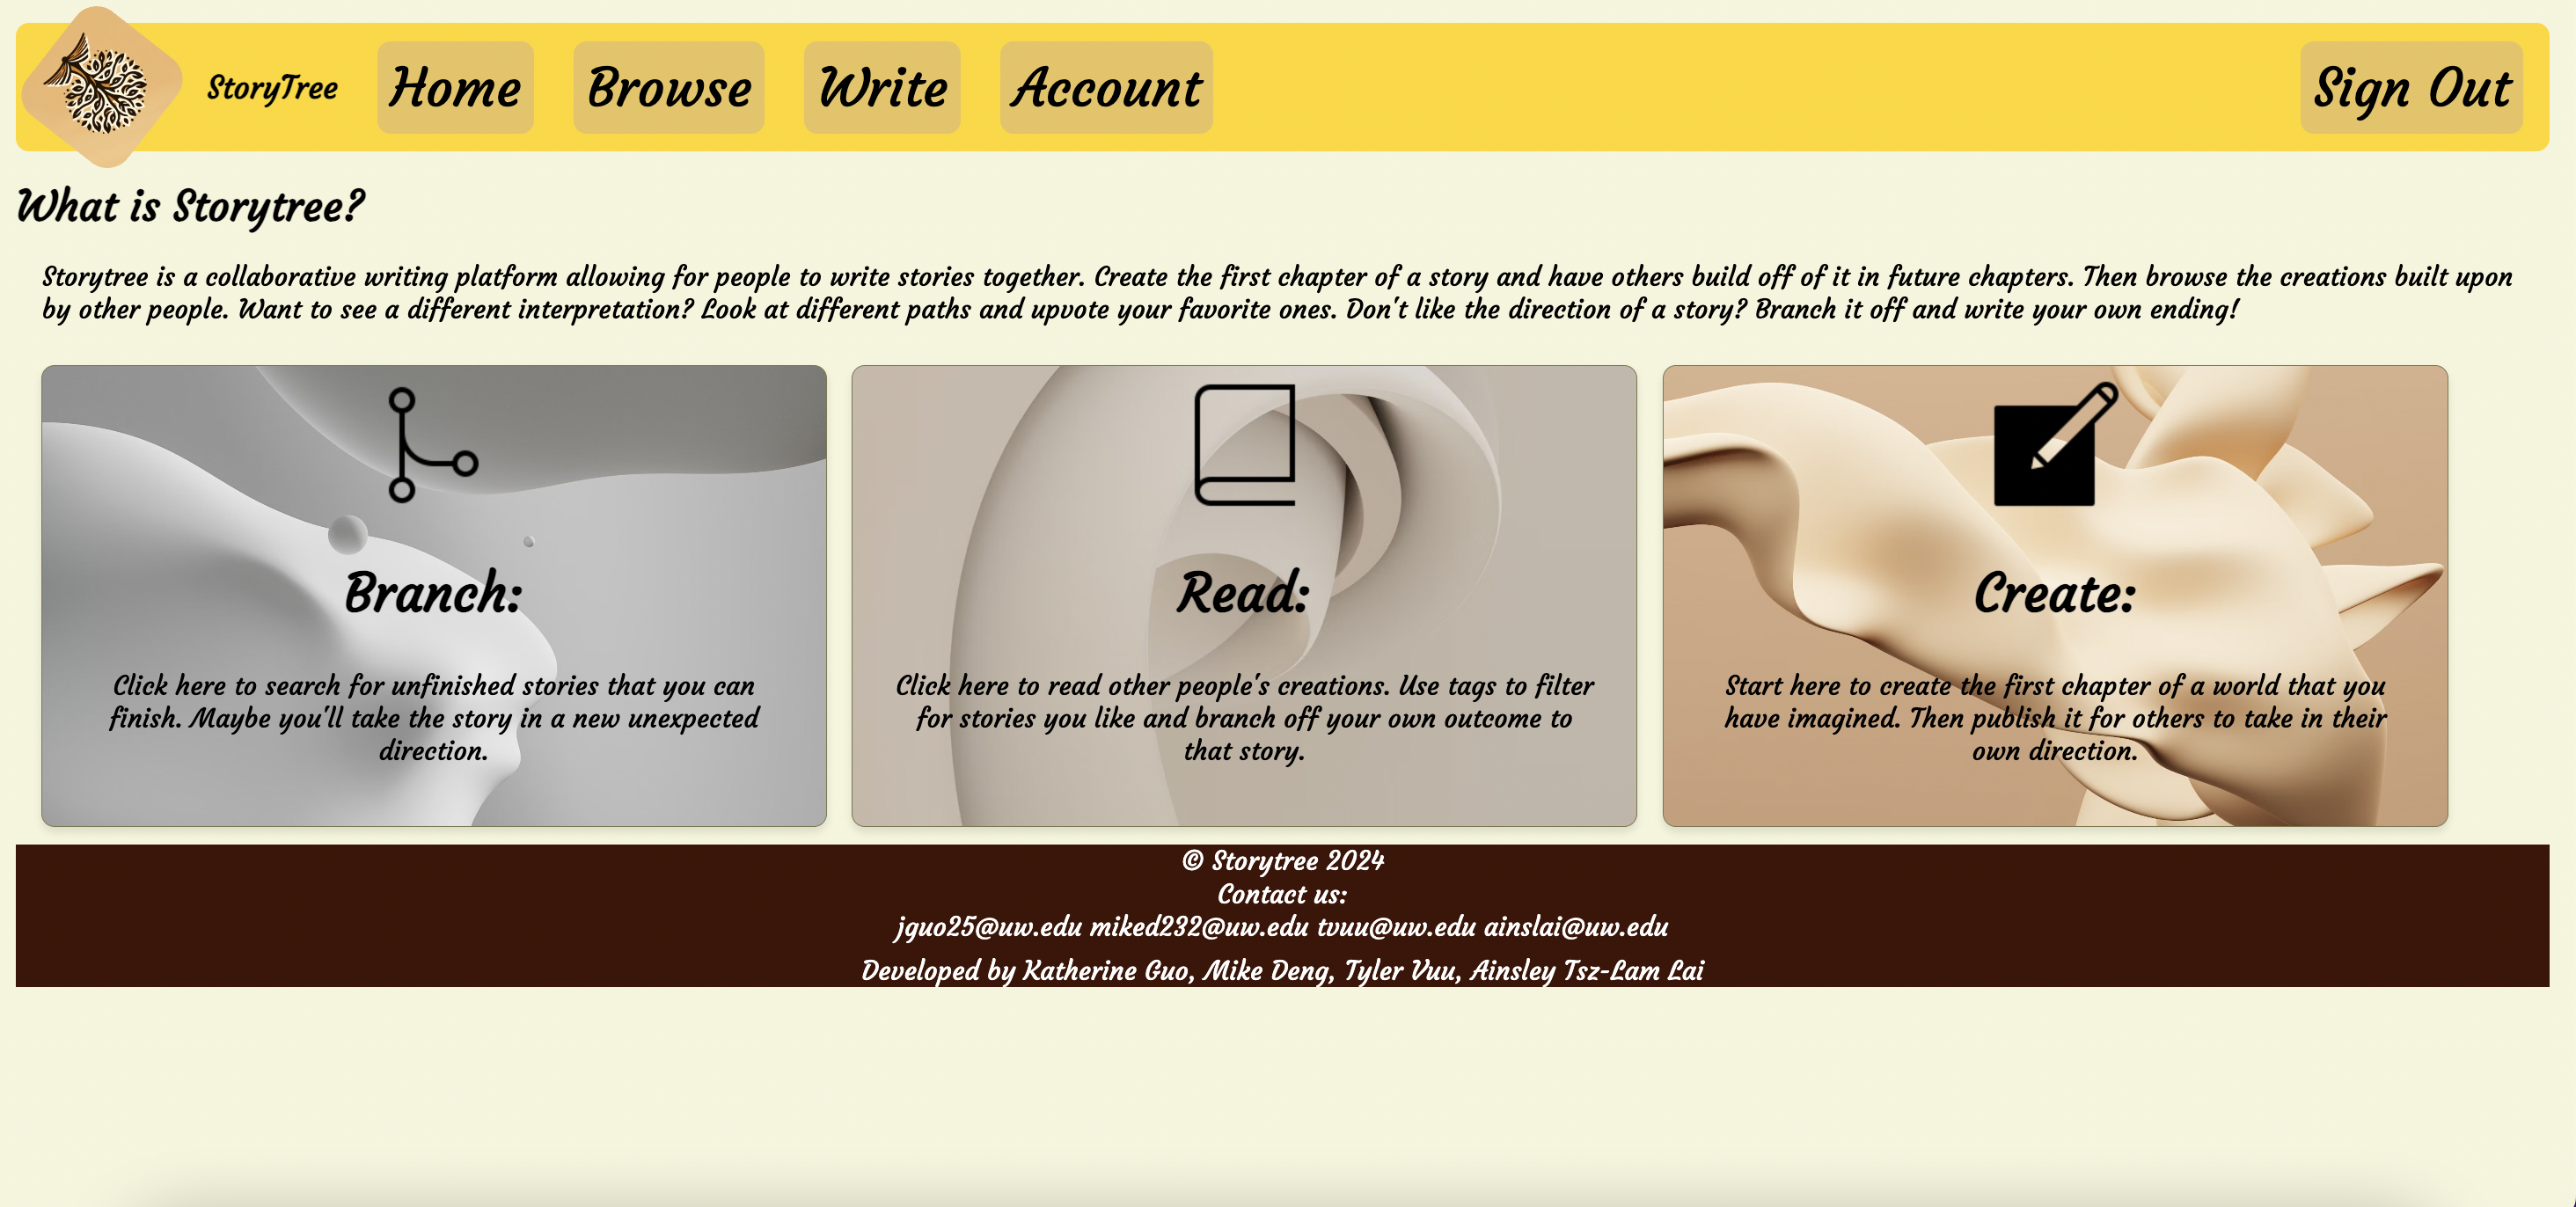 StoryTree
Home
Browse
Write
Account
Sign Out
What is Storytree?
Storytree is a collaborative writing platform allowing for people to write stories together. Create the first chapter of a story and have others build off of it in future chapters. Then browse the creations built upon
by other people. Want to see a different interpretation? Look at different paths and upvote your favorite ones. Don't like the direction of a story? Branch it off and write your own ending!
Branch:
Click here to search for unfinished stories that you can
finish. Maybe you'll take the story in a new unexpected
direction.
Read:
Click here to read other people's creations. Use tags to filter
for stories you like and branch off your own outcome to
that story.
Create:
Start here to create the first chapter of a world that you
have imagined. Then publish it for others to take in their
own direction.
© Storytree 2024
Contact us:
jguo25@uw.edu miked232@uw.edu tvuu@uw.edu ainslai@uw.edu
Developed by Katherine Guo, Mike Deng, Tyler Vuu, Ainsley Tsz-Lam Lai